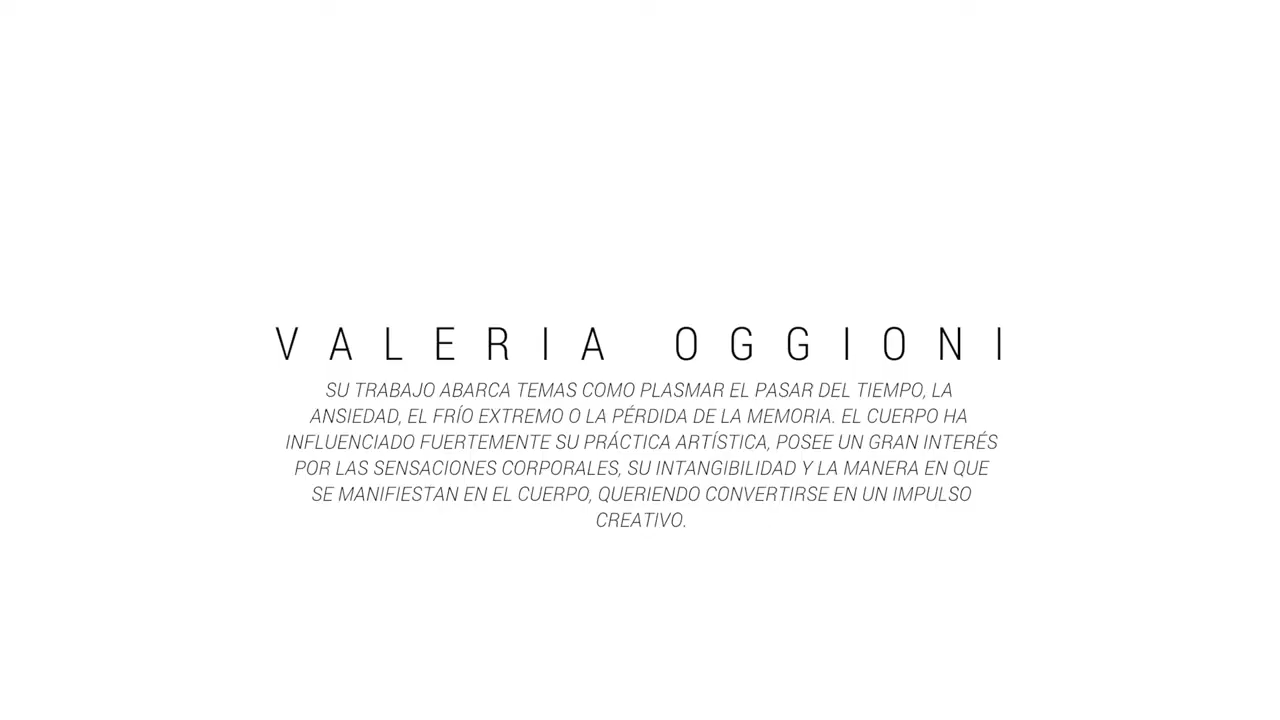 VALERIA OGGIONI
SU TRABAJO ABARCA TEMAS COMO PLASMAR EL PASAR DEL TIEMPO, LA
ANSIEDAD, EL FRÍO EXTREMO O LA PÉRDIDA DE LA MEMORIA. EL CUERPO HA
INFLUENCIADO FUERTEMENTE SU PRÁCTICA ARTÍSTICA, POSEE UN GRAN INTERÉS
POR LAS SENSACIONES CORPORALES, SU INTANGIBILIDAD Y LA MANERA EN QUE
SE MANIFIESTAN EN EL CUERPO, QUERIENDO CONVERTIRSE EN UN IMPULSO
CREATIVO.